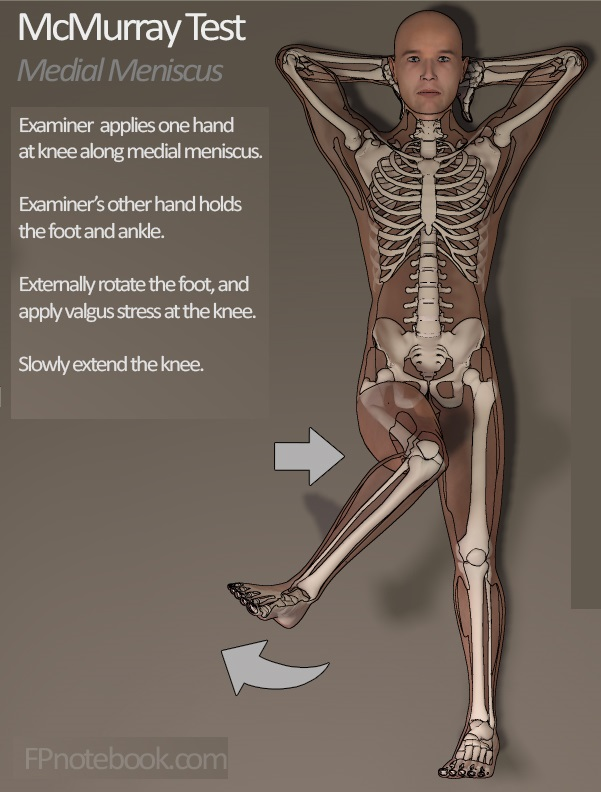 McMurray Test
Medial Meniscus
Examiner applies one hand
at knee along medial meniscus.
Examiner's other hand holds
the foot and ankle.
Externally rotate the foot, and
apply valgus stress at the knee.
Slowly extend the knee.
FPnotebook.com